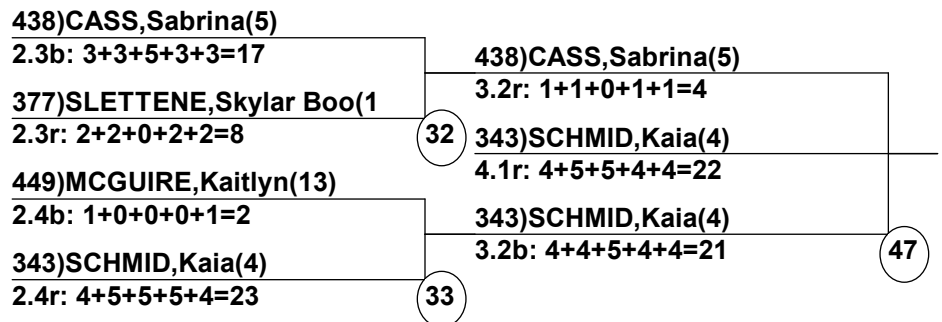 438)CASS,Sabrina(5)
2.3b: 3+3+5+3+3=17
377)SLETTENE,Skylar Boo(1
2.3r: 2+2+0+2+2=8
32
449)MCGUIRE,Kaitlyn(13)
2.4b: 1+0+0+0+1=2
343)SCHMID,Kaia(4)
2.4r: 4+5+5+5+4=23
33
438)CASS,Sabrina(5)
3.2r: 1+1+0+1+1=4
343)SCHMID,Kaia(4)
4.1r: 4+5+5+4+4=22
343)SCHMID,Kaia(4)
3.2b: 4+4+5+4+4=21
47